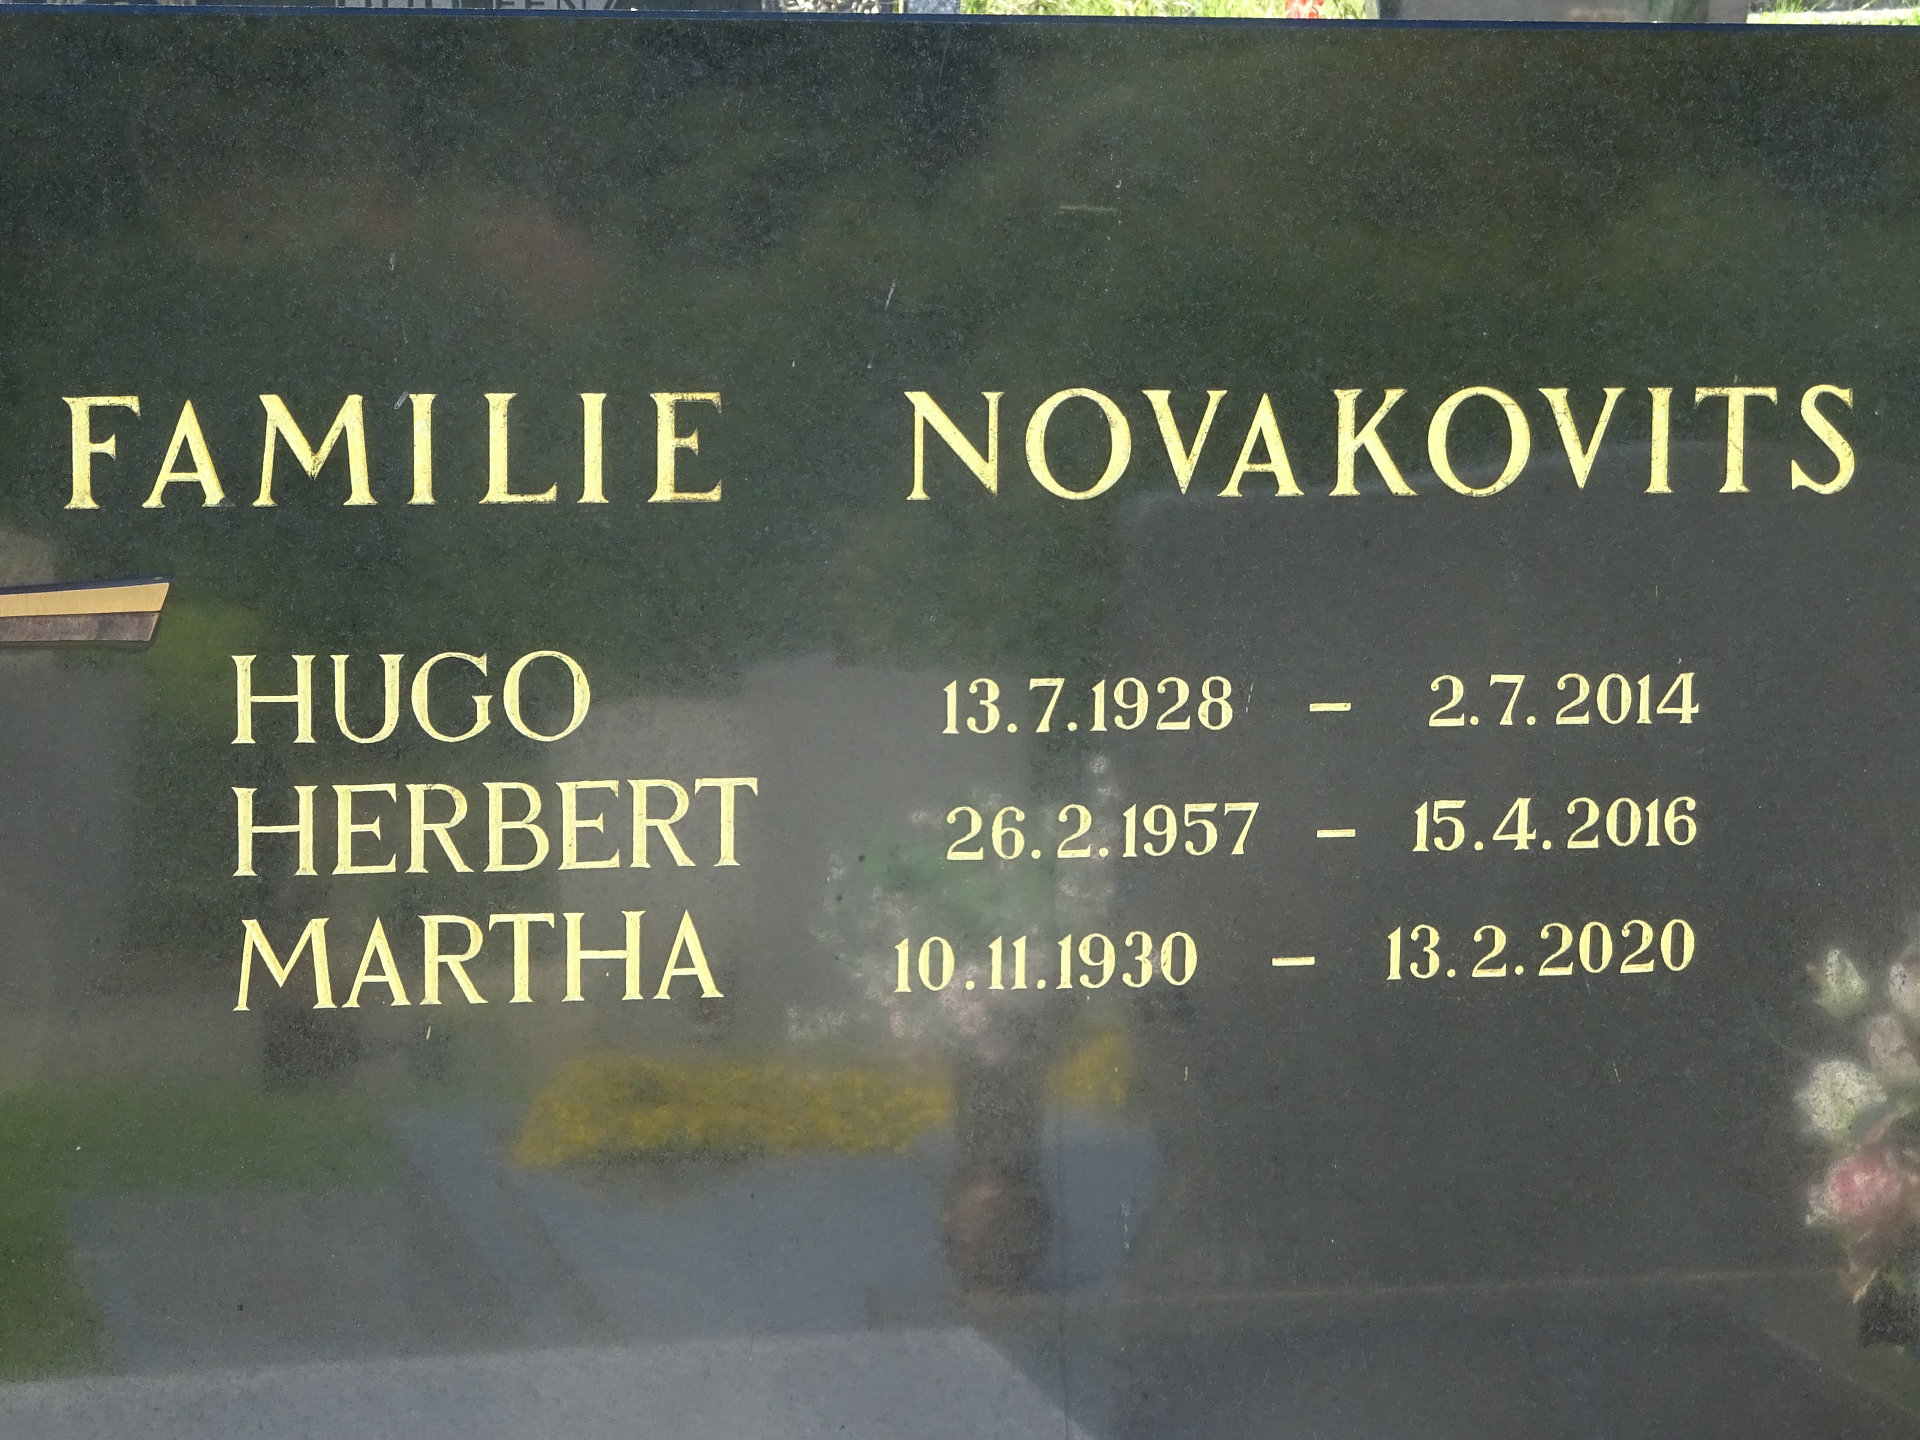 FAMILIE NOVAKOVITS
HUGO 13.7.1928 – 2.7.2014
HERBERT 26.2.1957 – 15.4.2016
MARTHA 10.11.1930 – 13.2.2020